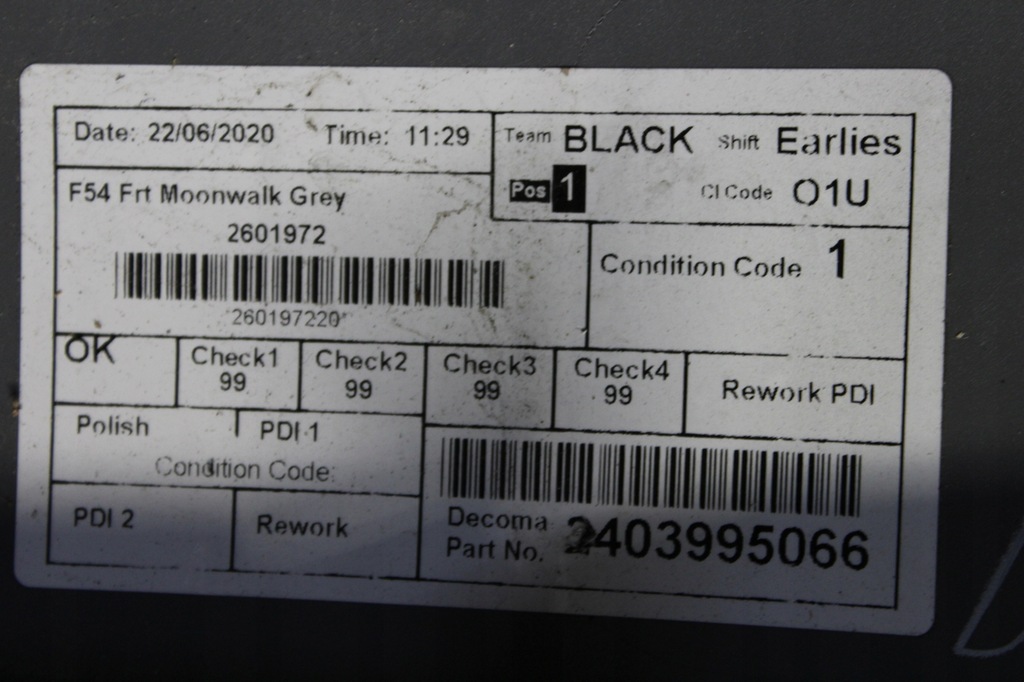 Date: 22/06/2020 Time: 11:29
Team BLACK Shift Earlies
Pos 1 CI Code O1U
F54 Frt Moonwalk Grey
2601972
260197220
Condition Code 1
OK
Check1 99
Check2 99
Check3 99
Check4 99
Rework PDI
Polish
PDI 1
Condition Code:
PDI 2
Rework
Decoma Part No. 2403995066